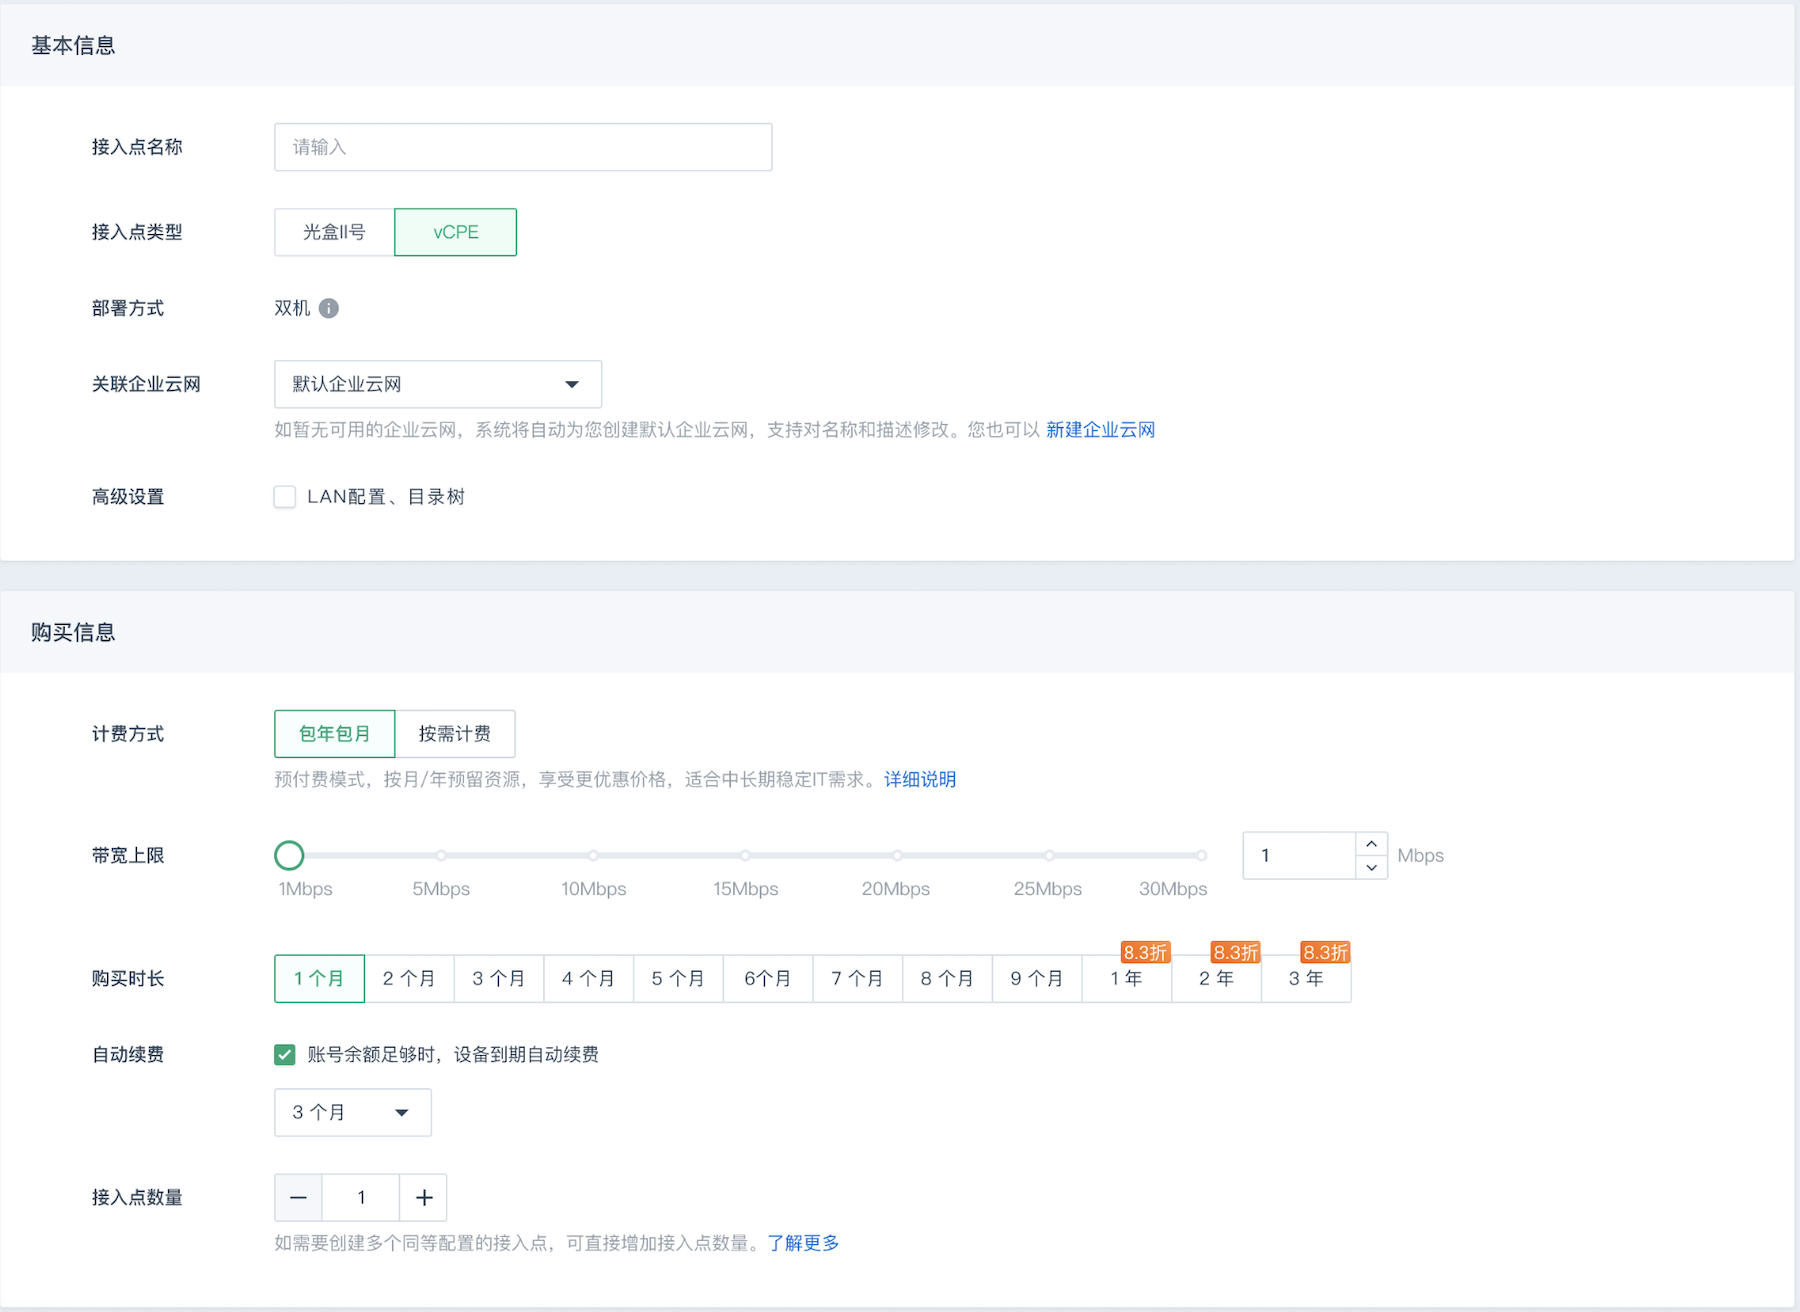 基本信息
接入点名称
请输入
接入点类型
光盒II号
vCPE
部署方式
双机
关联企业云网
默认企业云网
如暂无可用的企业云网，系统将自动为您创建默认企业云网，支持对名称和描述修改。您也可以 新建企业云网
高级设置
LAN配置、目录树
购买信息
计费方式
包年包月
按需计费
预付费模式，按月/年预留资源，享受更优惠价格，适合中长期稳定IT需求。详细说明
带宽上限
1
Mbps
1Mbps
5Mbps
10Mbps
15Mbps
20Mbps
25Mbps
30Mbps
8.3折
8.3折
8.3折
购买时长
1 个月
2 个月
3 个月
4 个月
5 个月
6个月
7 个月
8 个月
9 个月
1 年
2 年
3 年
自动续费
账号余额足够时，设备到期自动续费
3 个月
接入点数量
1
如需要创建多个同等配置的接入点，可直接增加接入点数量。了解更多